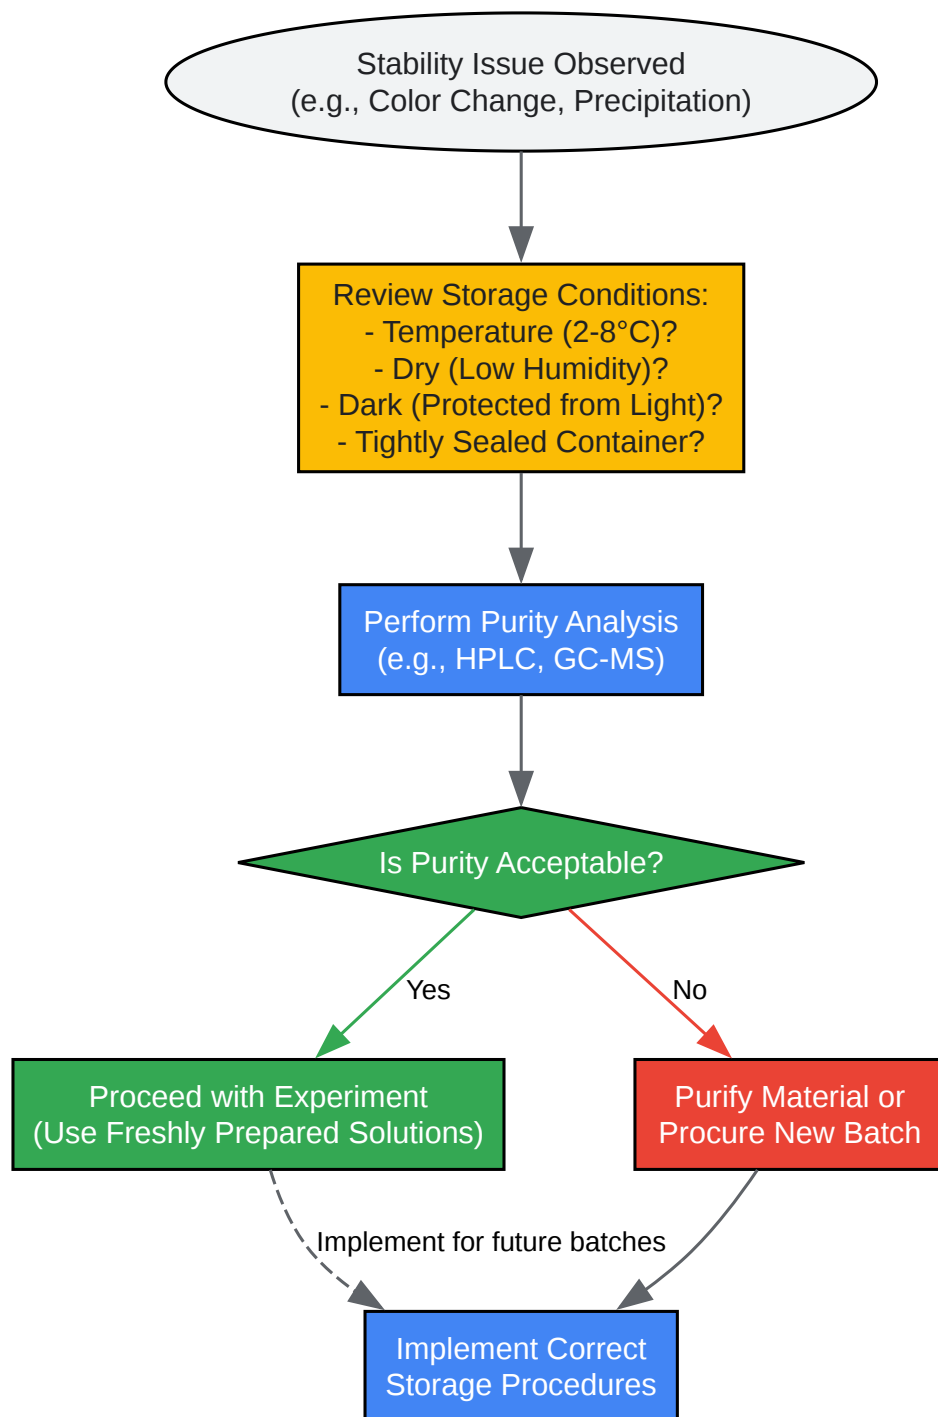 Stability Issue Observed
(e.g., Color Change, Precipitation)
Review Storage Conditions:
- Temperature (2-8°C)?
- Dry (Low Humidity)?
- Dark (Protected from Light)?
- Tightly Sealed Container?
Perform Purity Analysis
(e.g., HPLC, GC-MS)
Is Purity Acceptable?
Yes
No
Proceed with Experiment
(Use Freshly Prepared Solutions)
Purify Material or
Procure New Batch
Implement for future batches
Implement Correct
Storage Procedures